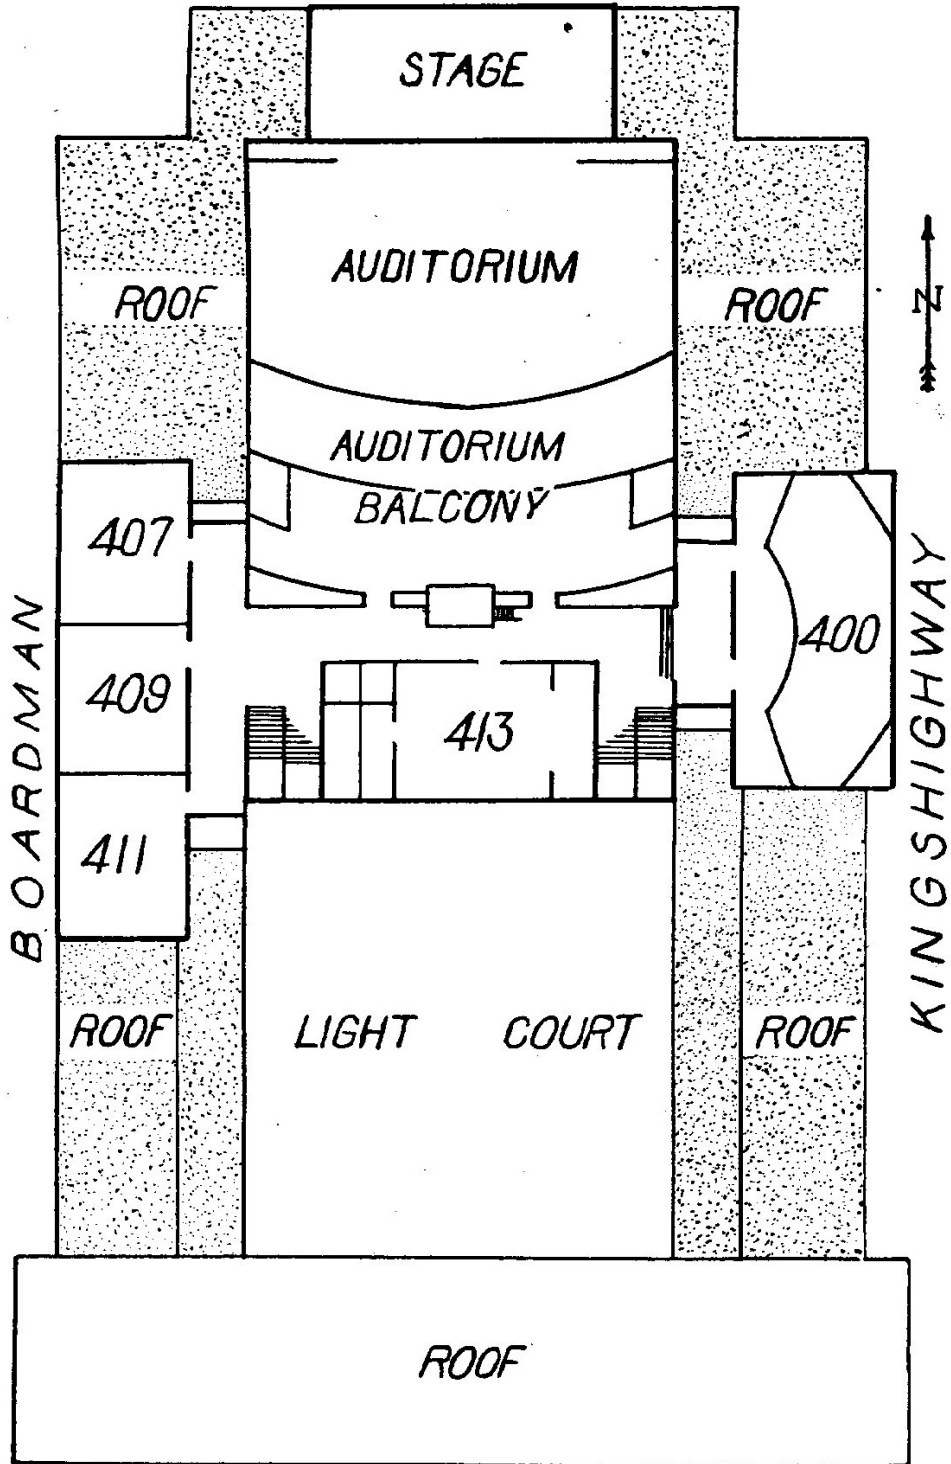 STAGE
AUDITORIUM
ROOF
ROOF
Z
AUDITORIUM
BALCONY
407
400
409
413
411
BOARDMAN
KINGSHIGHWAY
ROOF
LIGHT COURT
ROOF
ROOF